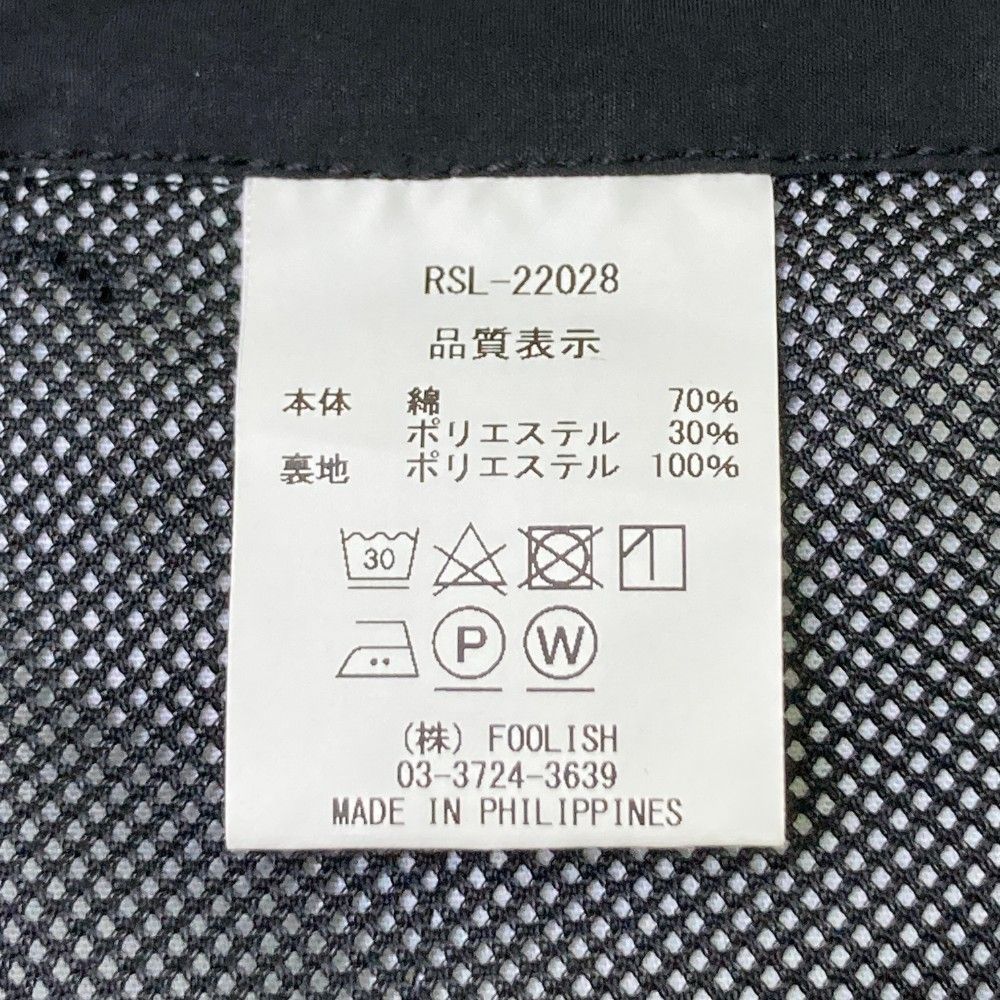 RSL-22028
品質表示
本体 綿 70%
ポリエステル 30%
裏地 ポリエステル 100%
30
P W
(株) FOOLISH
03-3724-3639
MADE IN PHILIPPINES